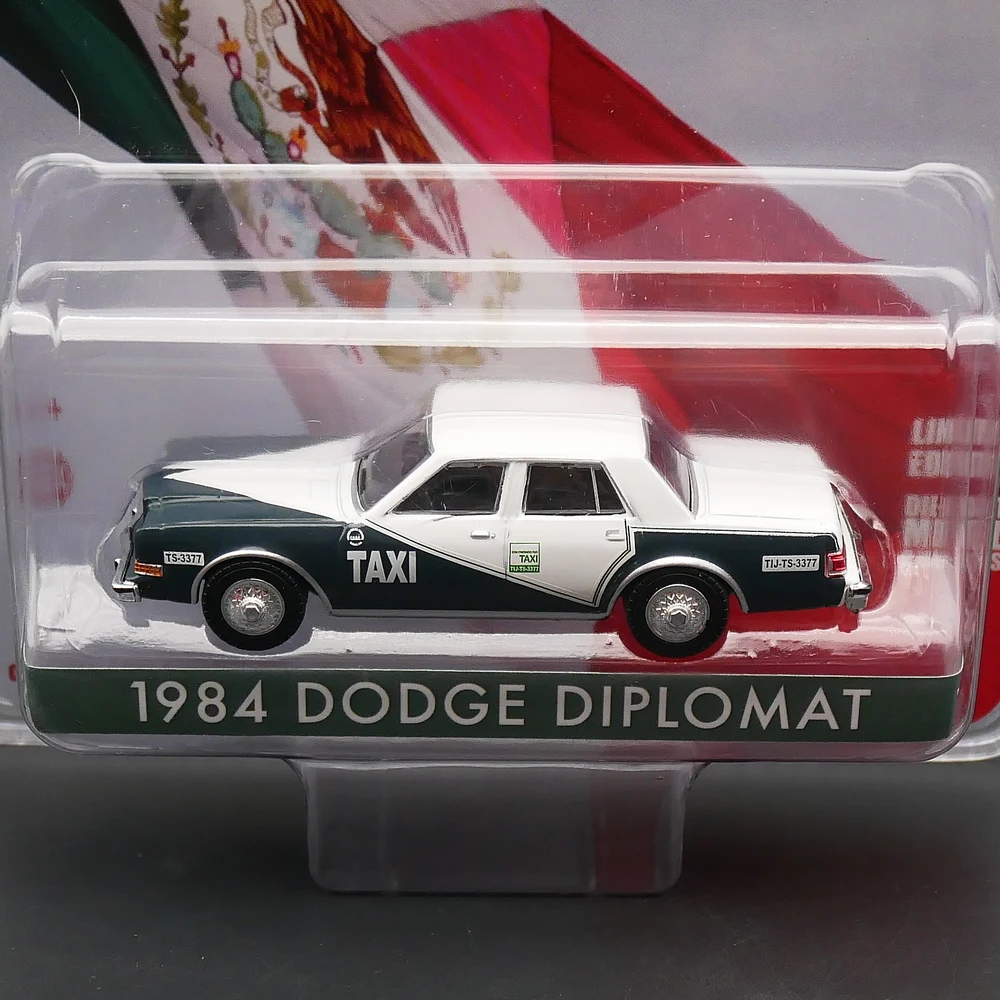 TS-3377
TAXI
TAXI
TIJ-TS-3377
TIJ-TS-3377
1984 DODGE DIPLOMAT